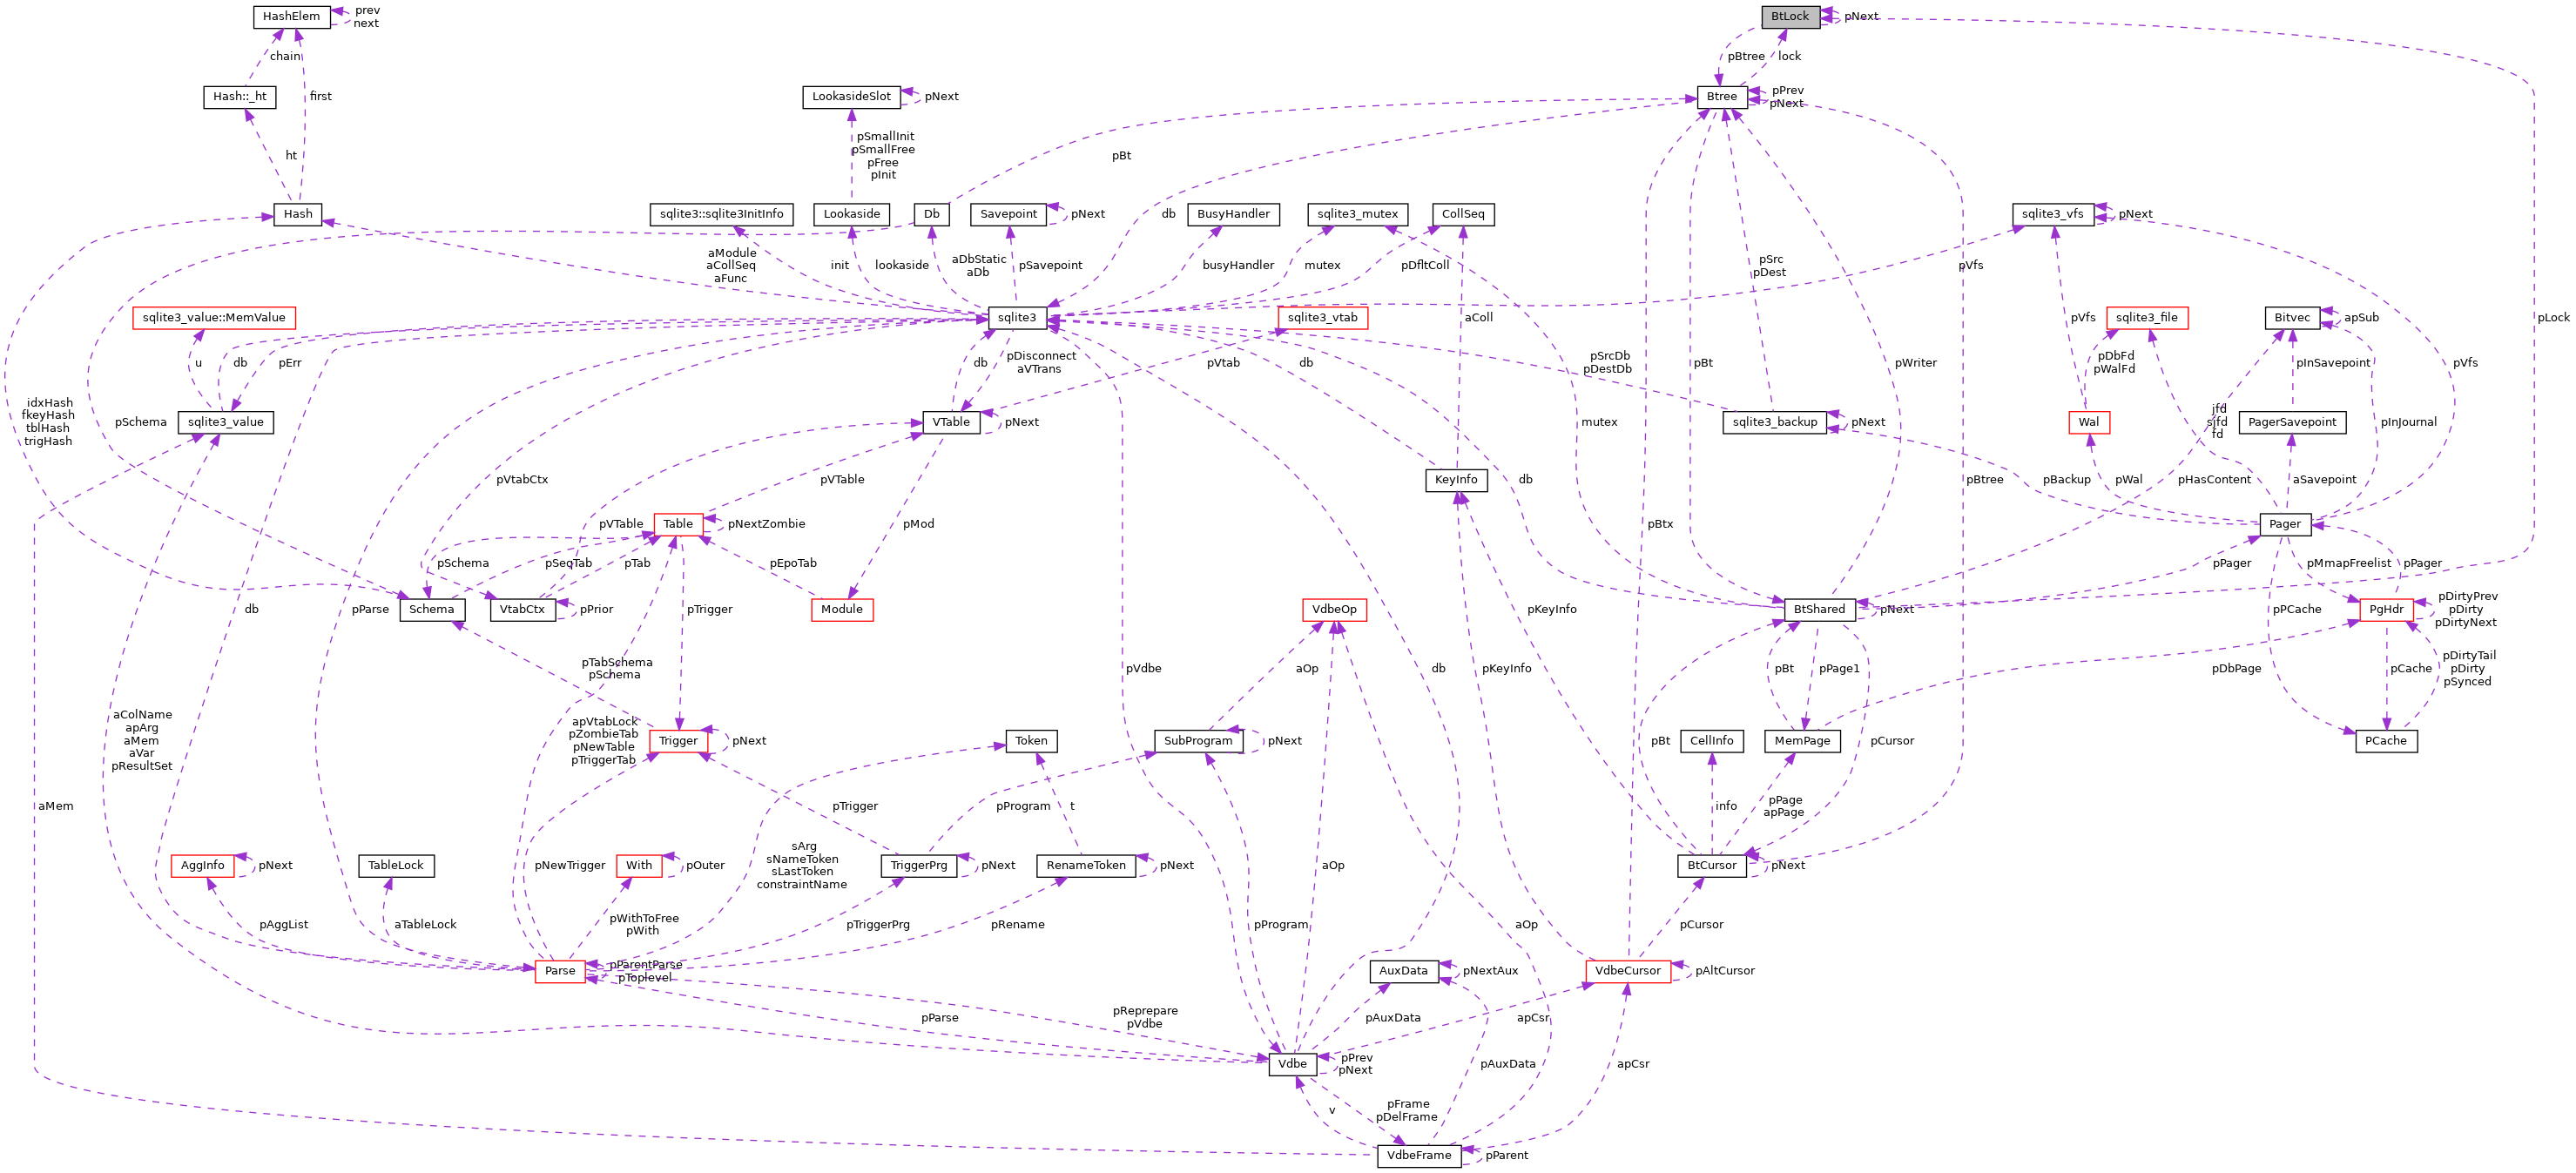 HashElem
prev
next
BtLock
pNext
chain
pBtree
lock
Hash::_ht
first
LookasideSlot
pNext
Btree
pPrev
pNext
pSmallInit
pSmallFree
pFree
pInit
ht
pBt
Hash
sqlite3::sqlite3InitInfo
Lookaside
Db
Savepoint
pNext
db
BusyHandler
sqlite3_mutex
CollSeq
sqlite3_vfs
pNext
aModule
aCollSeq
aFunc
init
lookaside
aDbStatic
aDb
pSavepoint
busyHandler
mutex
pDfltColl
pSrc
pDest
pVfs
sqlite3_value::MemValue
sqlite3
sqlite3_vtab
aColl
pVfs
sqlite3_file
Bitvec
apSub
pLock
u
db
pErr
db
pDisconnect
aVTrans
pVtab
db
pSrcDb
pDestDb
pBt
pWriter
pDbFd
pWalFd
pInSavepoint
pVfs
idxHash
fkeyHash
tblHash
trigHash
pSchema
sqlite3_value
VTable
pNext
mutex
sqlite3_backup
pNext
Wal
jfd
sjfd
fd
PagerSavepoint
pInJournal
pVtabCtx
pVTable
KeyInfo
db
pBtree
pHasContent
pBackup
pWal
aSavepoint
pVTable
Table
pNextZombie
pMod
pBtx
Pager
pSchema
pSeqTab
pTab
pEpoTab
pPager
pMmapFreelist
pPager
db
pParse
Schema
VtabCtx
pPrior
pTrigger
Module
VdbeOp
pKeyInfo
BtShared
pNext
pPCache
PgHdr
pDirtyPrev
pDirty
pDirtyNext
pTabSchema
pSchema
pVdbe
aOp
db
pKeyInfo
pBt
pPage1
pDbPage
pCache
pDirtyTail
pDirty
pSynced
aColName
apArg
aMem
aVar
pResultSet
apVtabLock
pZombieTab
pNewTable
pTriggerTab
Trigger
pNext
Token
SubProgram
pNext
pBt
CellInfo
MemPage
pCursor
PCache
aMem
pTrigger
pProgram
t
info
pPage
apPage
AggInfo
pNext
TableLock
pNewTrigger
With
pOuter
sArg
sNameToken
sLastToken
constraintName
TriggerPrg
pNext
RenameToken
pNext
aOp
BtCursor
pNext
pAggList
aTableLock
pWithToFree
pWith
pTriggerPrg
pRename
pProgram
aOp
pCursor
Parse
pParentParse
pToplevel
AuxData
pNextAux
VdbeCursor
pAltCursor
pParse
pReprepare
pVdbe
pAuxData
apCsr
Vdbe
pPrev
pNext
pAuxData
apCsr
v
pFrame
pDelFrame
VdbeFrame
pParent